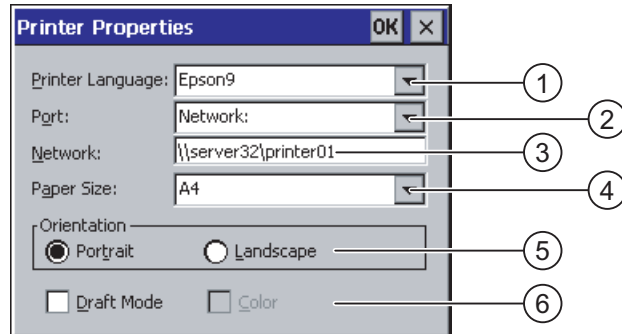 Printer Properties OK ×
Printer Language: Epson9 1
Port: Network: 2
Network: \\server32\printer01 3
Paper Size: A4 4
Orientation
Portrait Landscape 5
Draft Mode Color 6